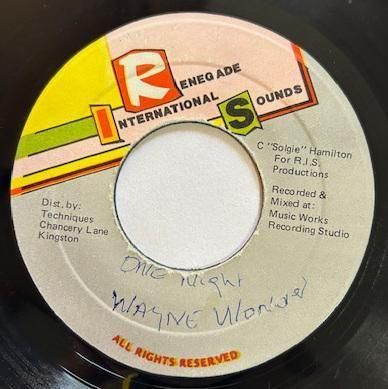 RENEGADE
INTERNATIONAL
SOUNDS
C "Solgie" Hamilton
For R.I.S.
Productions
Recorded &
Mixed at:
Music Works
Recording Studio
Dist. by:
Techniques
Chancery Lane
Kingston
ONE Night
WAYNE
ALL RIGHTS RESERVED